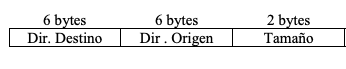 6 bytes 6 bytes 2 bytes
Dir. Destino Dir . Origen Tamaño